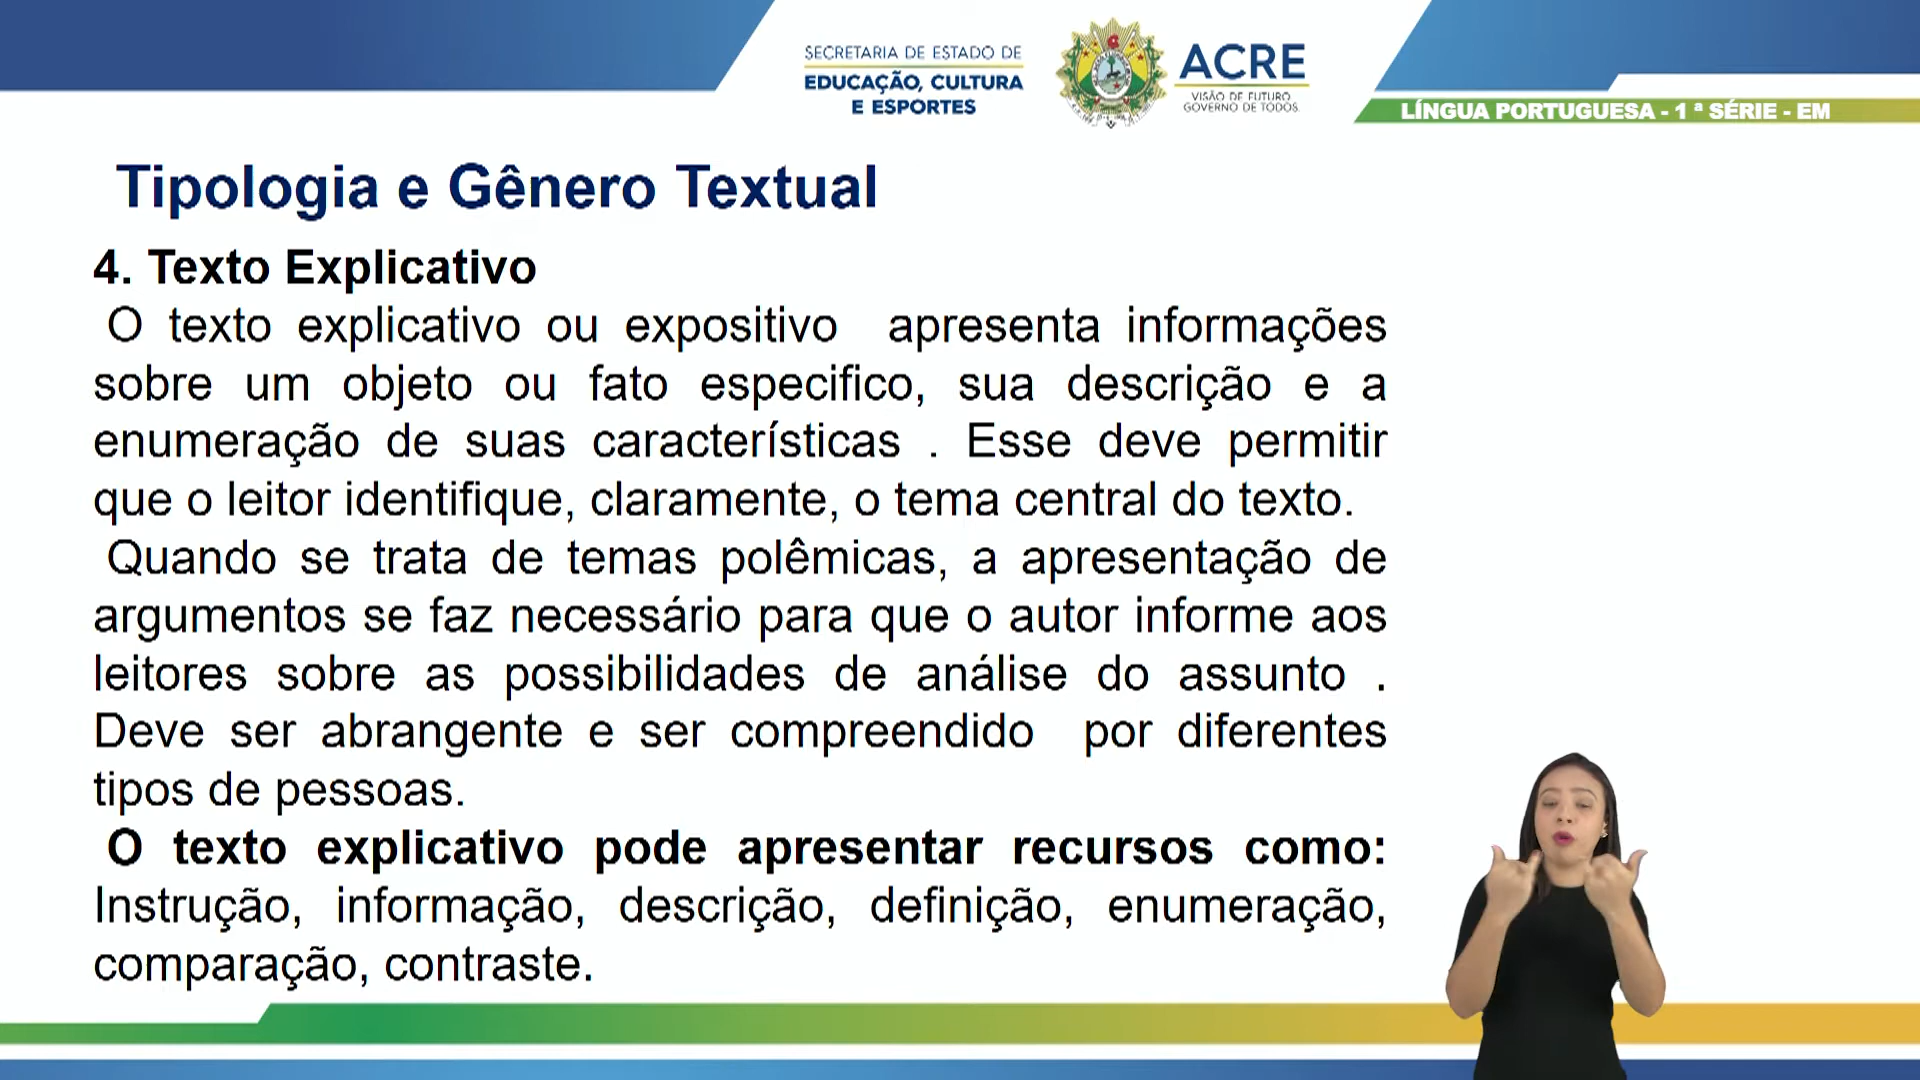 SECRETARIA DE ESTADO DE
EDUCAÇÃO, CULTURA
E ESPORTES
ACRE
VISÃO DE FUTURO
GOVERNO DE TODOS
LÍNGUA PORTUGUESA - 1 ª SÉRIE - EM
Tipologia e Gênero Textual
4. Texto Explicativo
O texto explicativo ou expositivo apresenta informações
sobre um objeto ou fato especifico, sua descrição e a
enumeração de suas características . Esse deve permitir
que o leitor identifique, claramente, o tema central do texto.
Quando se trata de temas polêmicas, a apresentação de
argumentos se faz necessário para que o autor informe aos
leitores sobre as possibilidades de análise do assunto .
Deve ser abrangente e ser compreendido por diferentes
tipos de pessoas.
O texto explicativo pode apresentar recursos como:
Instrução, informação, descrição, definição, enumeração,
comparação, contraste.